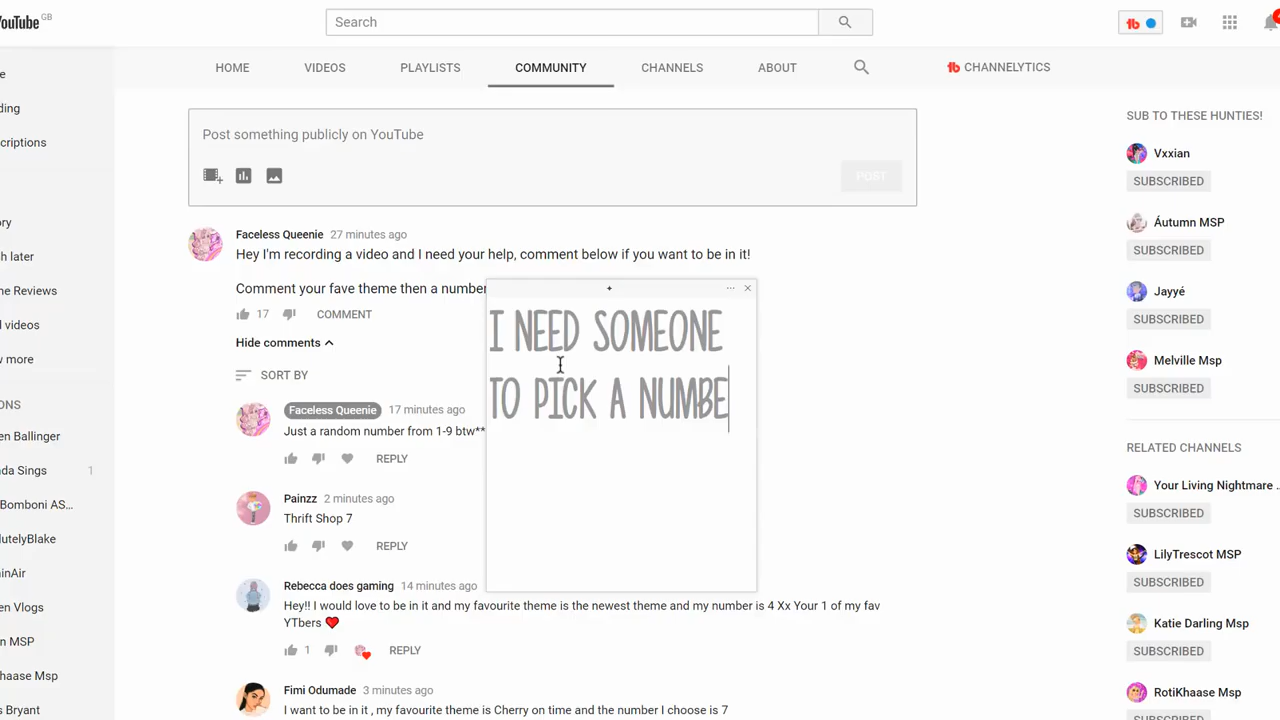 YouTube GB
Search
HOME
VIDEOS
PLAYLISTS
COMMUNITY
CHANNELS
ABOUT
CHANNELYTICS
Post something publicly on YouTube
POST
Faceless Queenie 27 minutes ago
Hey I'm recording a video and I need your help, comment below if you want to be in it!
Comment your fave theme then a number
17
COMMENT
Hide comments
SORT BY
Faceless Queenie 17 minutes ago
Just a random number from 1-9 btw**
REPLY
Painzz 2 minutes ago
Thrift Shop 7
REPLY
Rebecca does gaming 14 minutes ago
Hey!! I would love to be in it and my favourite theme is the newest theme and my number is 4 Xx Your 1 of my fav
YTbers ❤
1
REPLY
Fimi Odumade 3 minutes ago
I want to be in it , my favourite theme is Cherry on time and the number I choose is 7
I NEED SOMEONE
TO PICK A NUMBE
SUB TO THESE HUNTIES!
Vxxian
SUBSCRIBED
Áutumn MSP
SUBSCRIBED
Jayyé
SUBSCRIBED
Melville Msp
SUBSCRIBED
RELATED CHANNELS
Your Living Nightmare ..
SUBSCRIBED
LilyTrescot MSP
SUBSCRIBED
Katie Darling Msp
SUBSCRIBED
RotiKhaase Msp
SUBSCRIBED
e
ding
criptions
ory
h later
ne Reviews
d videos
w more
ONS
en Ballinger
nda Sings 1
Bomboni AS...
lutelyBlake
inAir
en Vlogs
n MSP
haase Msp
s Bryant